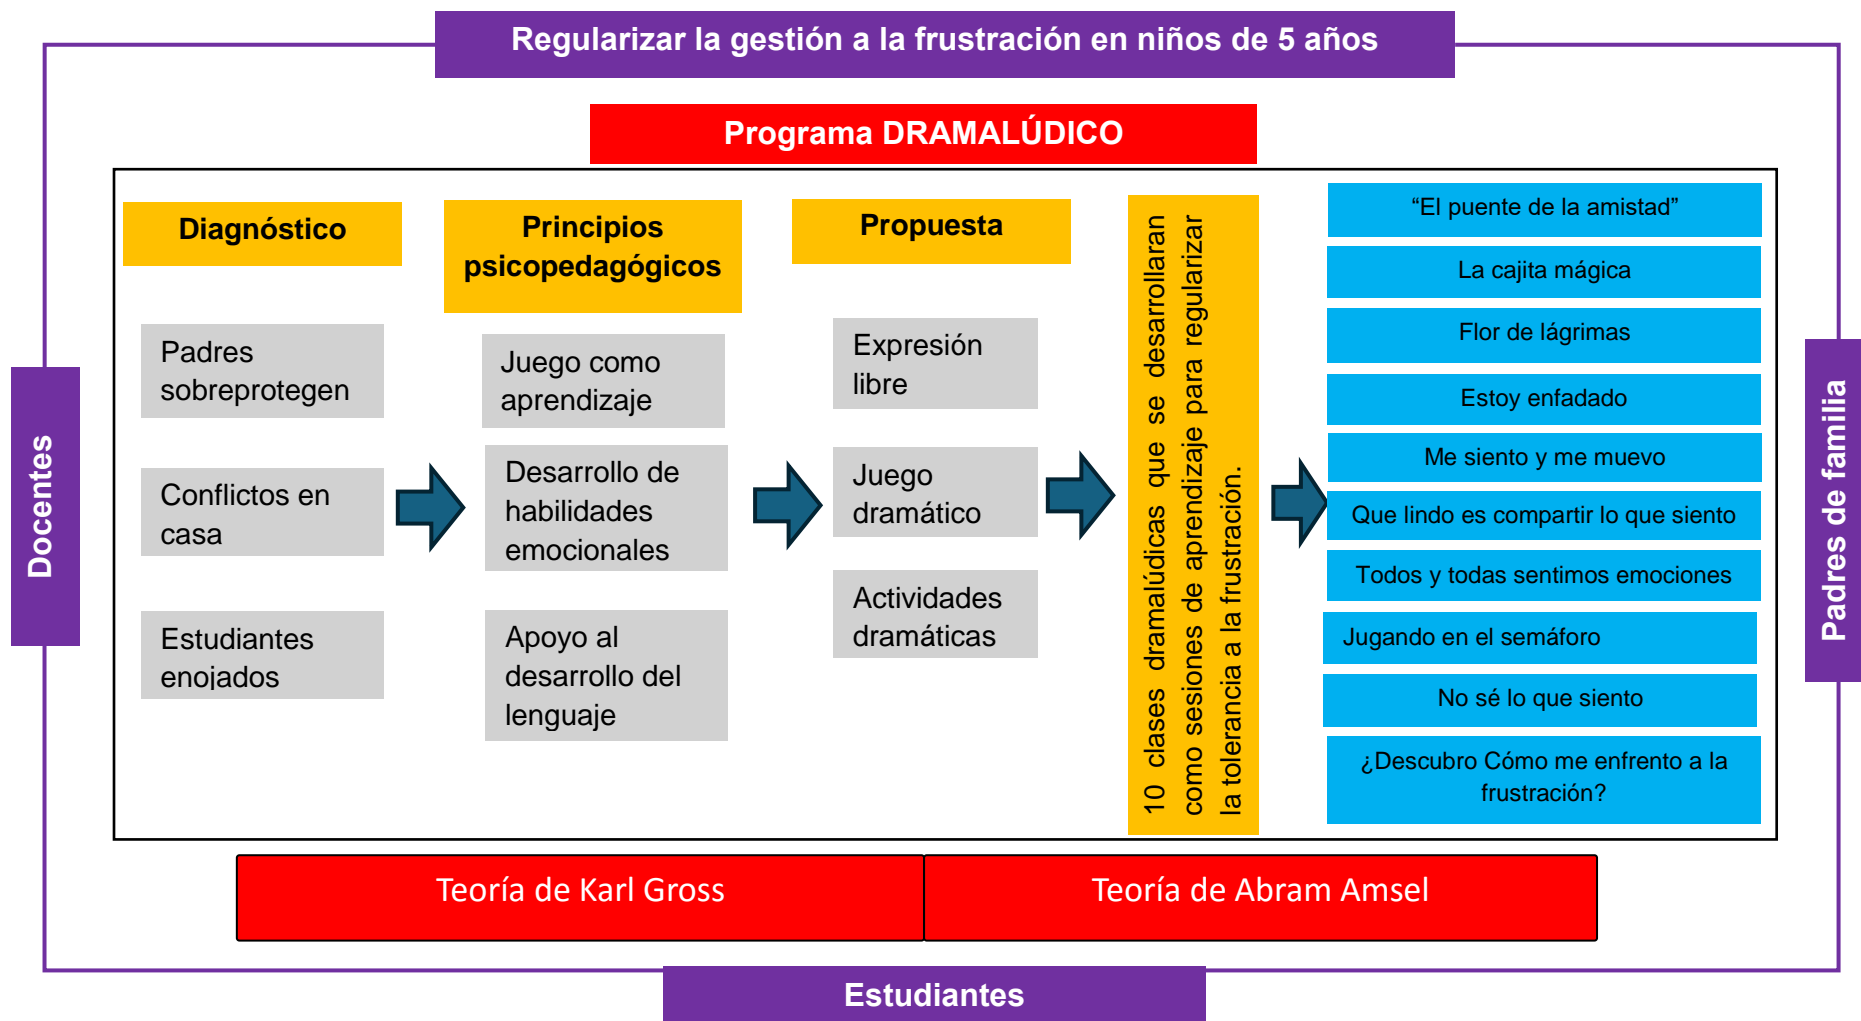 Regularizar la gestión a la frustración en niños de 5 años
Programa DRAMALÚDICO
Docentes
Diagnóstico
Padres
sobreprotegen
Conflictos en
casa
Estudiantes
enojados
Principios
psicopedagógicos
Juego como
aprendizaje
Desarrollo de
habilidades
emocionales
Apoyo al
desarrollo del
lenguaje
Propuesta
Expresión
libre
Juego
dramático
Actividades
dramáticas
10 clases dramalúdicas que se desarrollaran
como sesiones de aprendizaje para regularizar
la tolerancia a la frustración.
“El puente de la amistad”
La cajita mágica
Flor de lágrimas
Estoy enfadado
Me siento y me muevo
Que lindo es compartir lo que siento
Todos y todas sentimos emociones
Jugando en el semáforo
No sé lo que siento
¿Descubro Cómo me enfrento a la
frustración?
Padres de familia
Teoría de Karl Gross
Teoría de Abram Amsel
Estudiantes